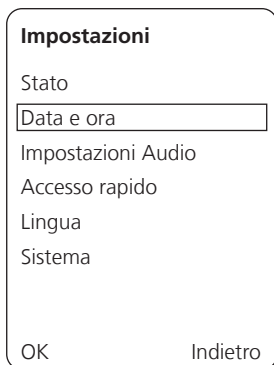 Impostazioni
Stato
Data e ora
Impostazioni Audio
Accesso rapido
Lingua
Sistema
OK Indietro